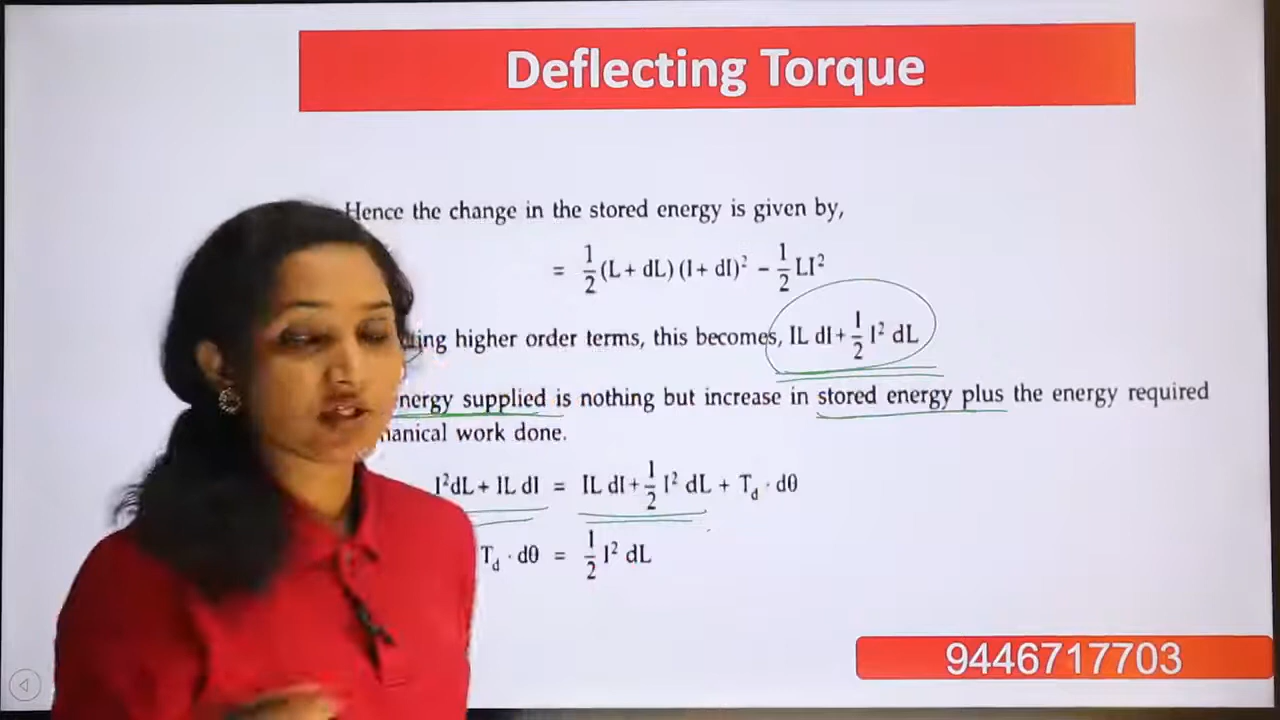 Deflecting Torque
Hence the change in the stored energy is given by,
= 1/2 (L + dL) (I + dI)² − 1/2 LI²
higher order terms, this becomes, IL dI + 1/2 I² dL
supplied is nothing but increase in stored energy plus the energy required
work done.
I²dL + IL dI = IL dI + 1/2 I² dL + T_d · dθ
T_d · dθ = 1/2 I² dL
9446717703